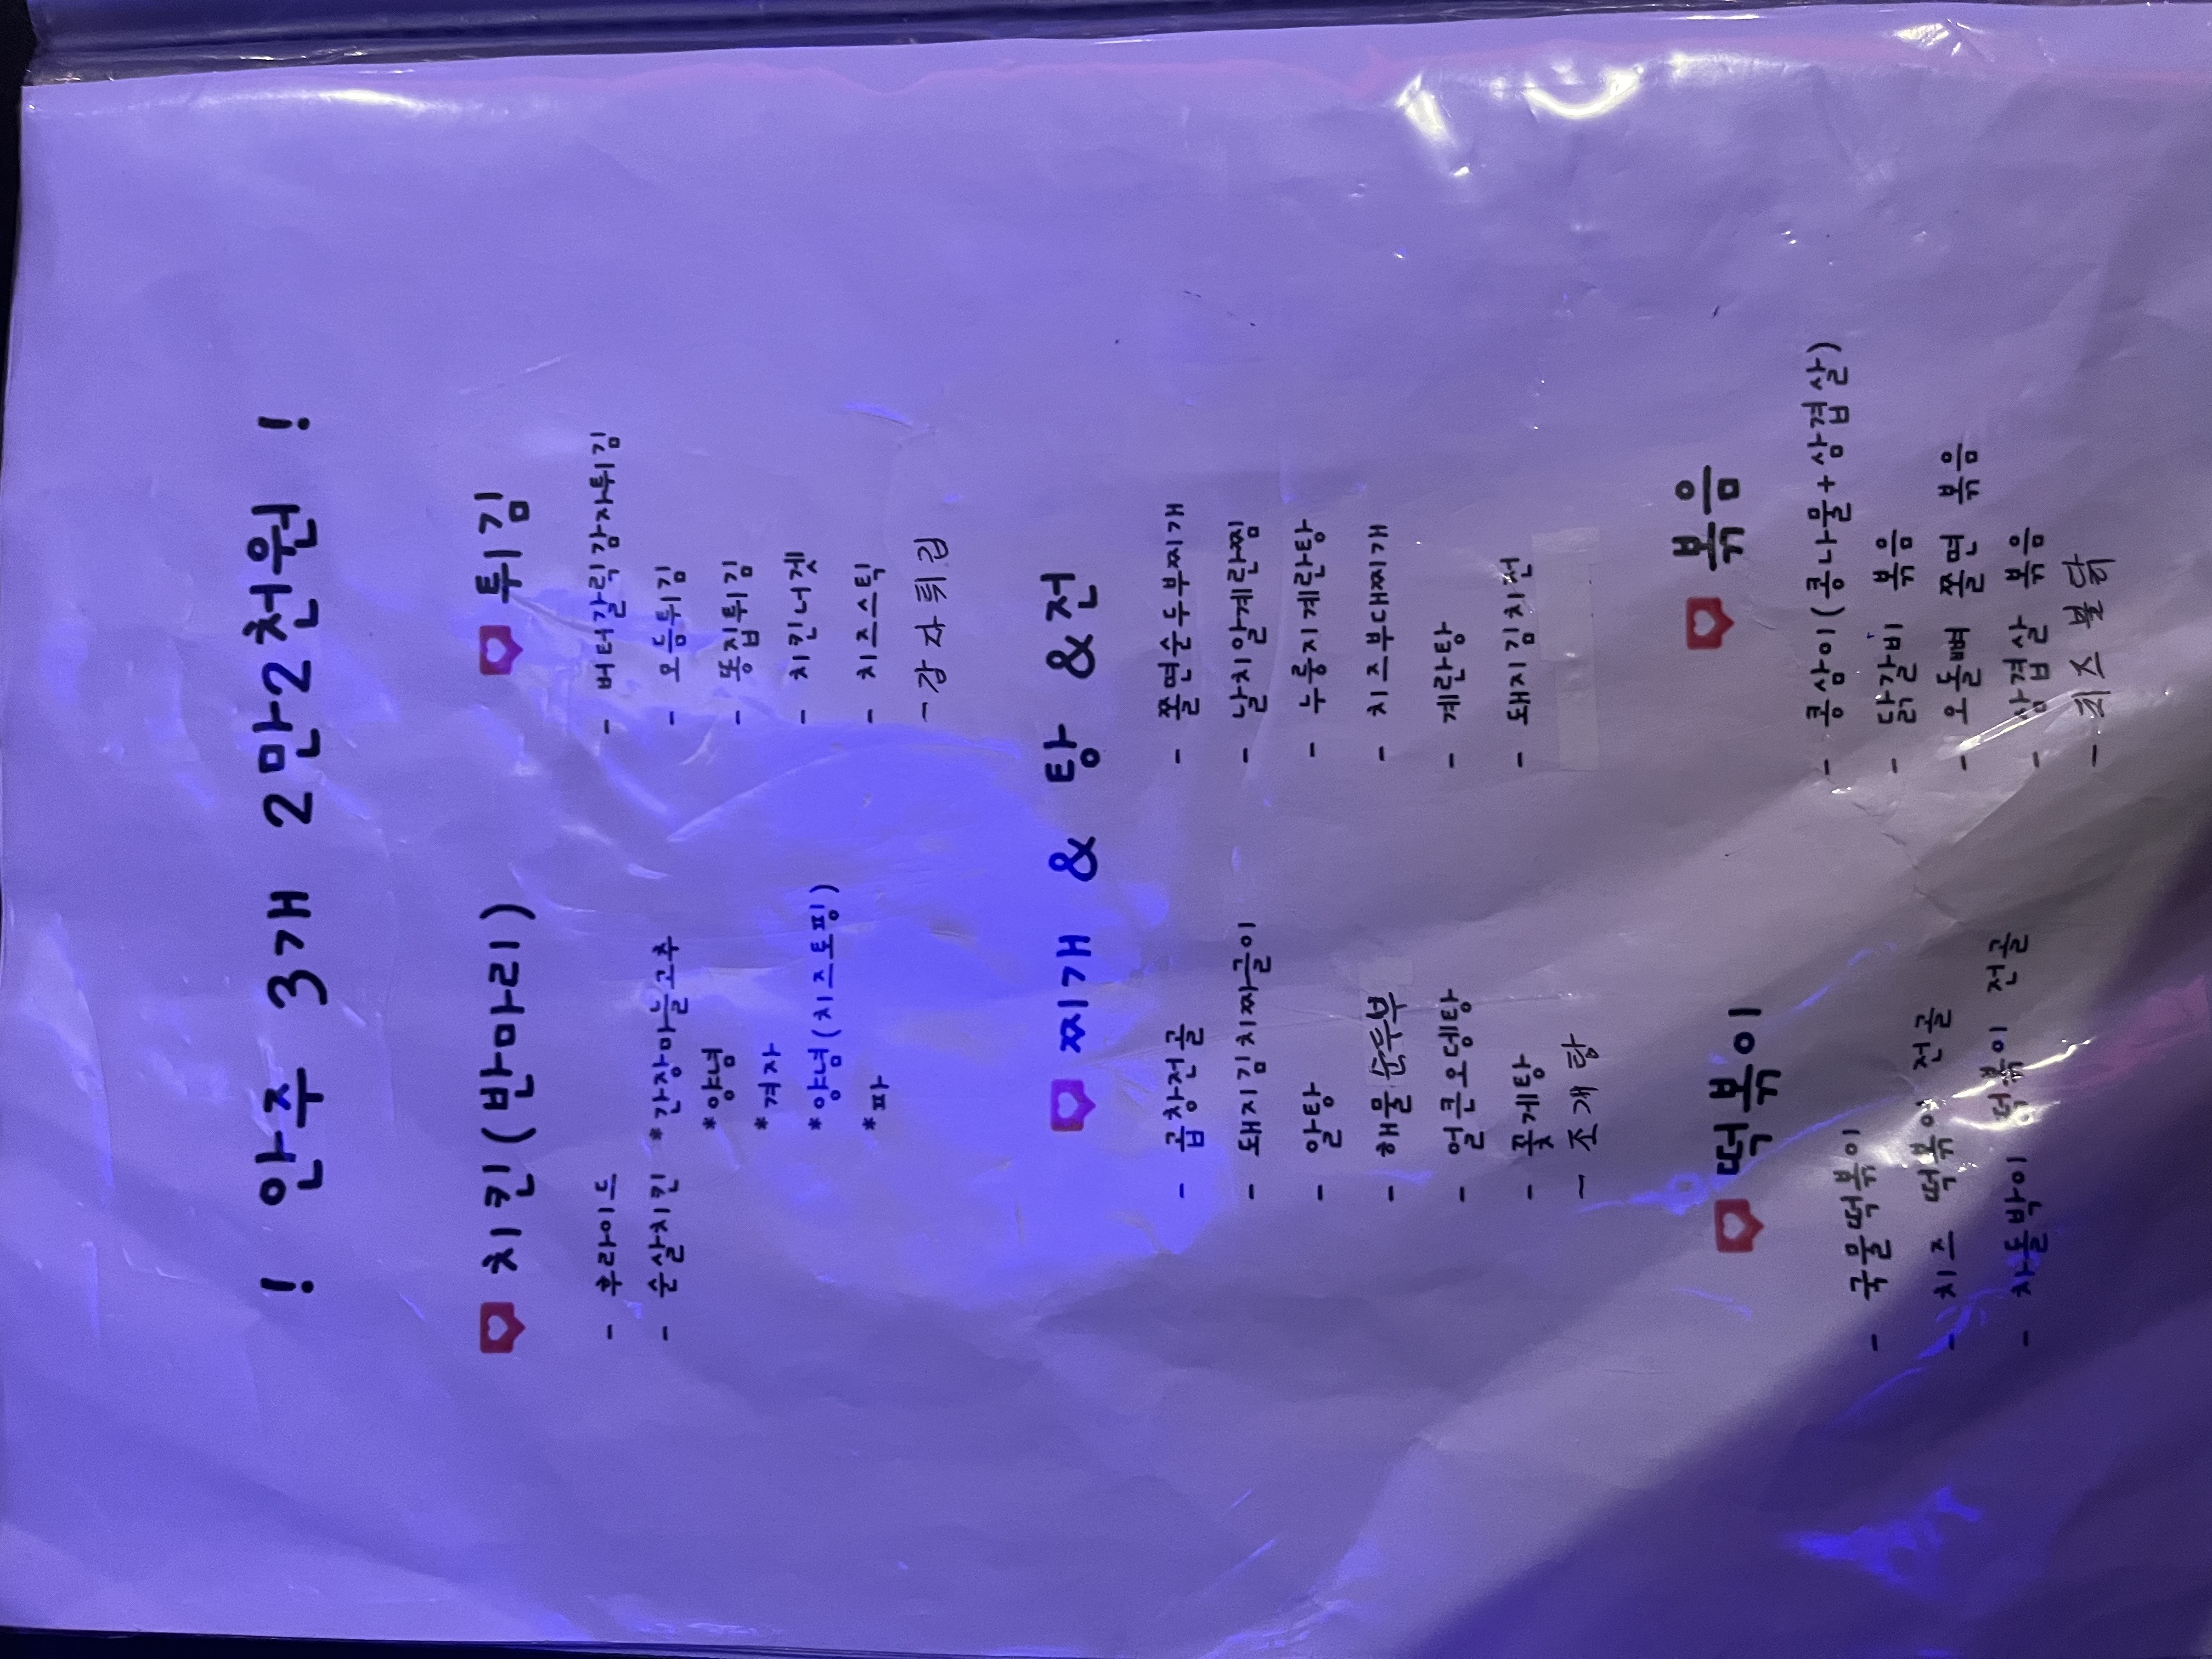 ! 안주 3개 2만2천원 !
치킨(반마리)
- 후라이드
- 순살치킨 *간장마늘고추
*양념
*겨자
*양념(치즈토핑)
*파
튀김
- 버터갈릭감자튀김
- 모듬튀김
- 똥집튀김
- 치킨너겟
- 치즈스틱
- 감자튀김
찌개 & 탕 &전
- 곱창전골
- 돼지김치짜글이
- 알탕
- 해물순두부
- 얼큰오뎅탕
- 꽃게탕
- 조개탕
- 쫄면순두부찌개
- 날치알계란찜
- 누룽지계란탕
- 치즈부대찌개
- 계란탕
- 돼지김치전
떡볶이
- 국물떡볶이
- 치즈 떡볶이 전골
- 차돌박이 떡볶이 전골
볶음
- 콩삼이(콩나물+삼겹살)
- 닭갈비 볶음
- 오돌뼈 쫄면 볶음
- 삼겹살 볶음
- 치즈불닭